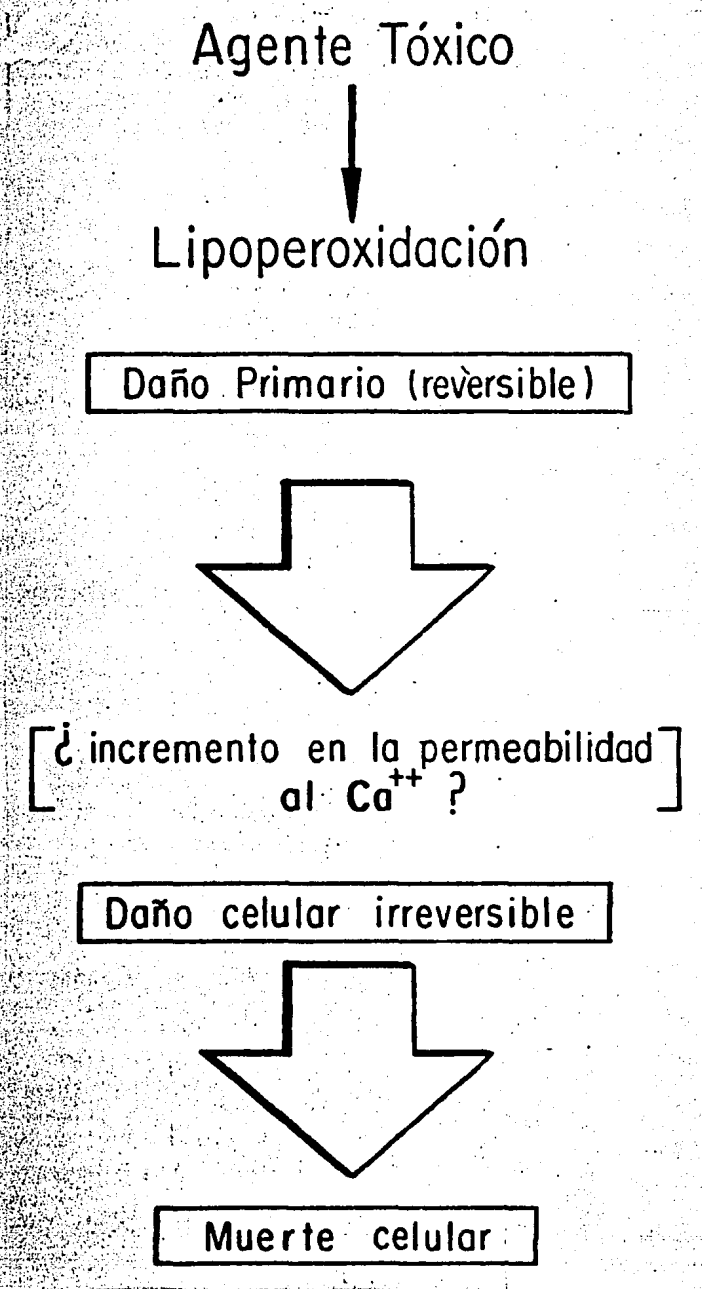 Agente Tóxico
Lipoperoxidación
Daño Primario (reversible)
¿ incremento en la permeabilidad
al Ca⁺⁺ ?
Daño celular irreversible
Muerte celular